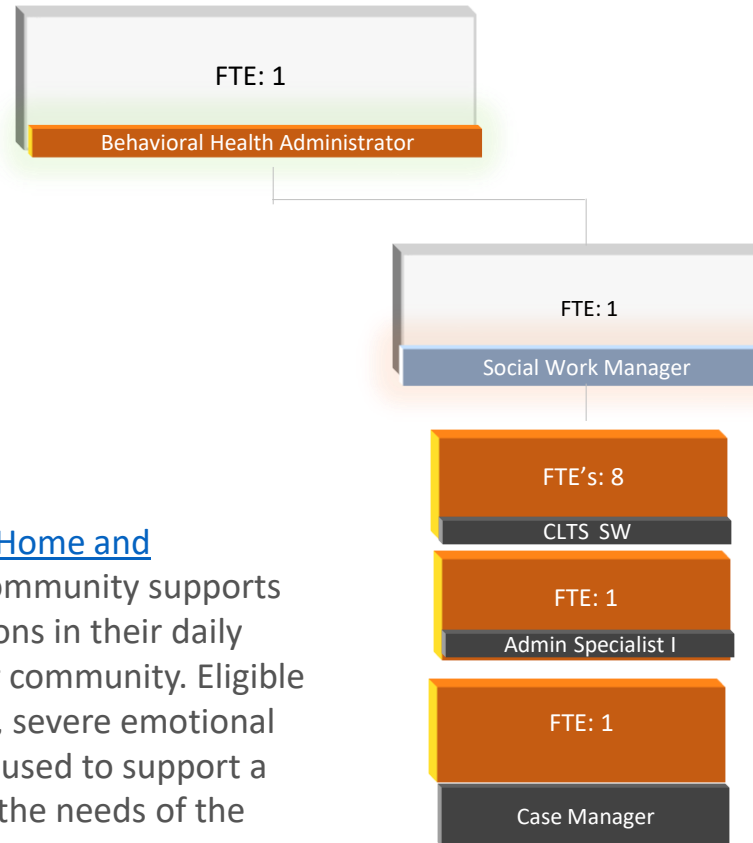 FTE: 1
Behavioral Health Administrator
FTE: 1
Social Work Manager
FTE's: 8
CLTS SW
FTE: 1
Admin Specialist I
FTE: 1
Case Manager
Home and
ommunity supports
ons in their daily
community. Eligible
, severe emotional
used to support a
the needs of the